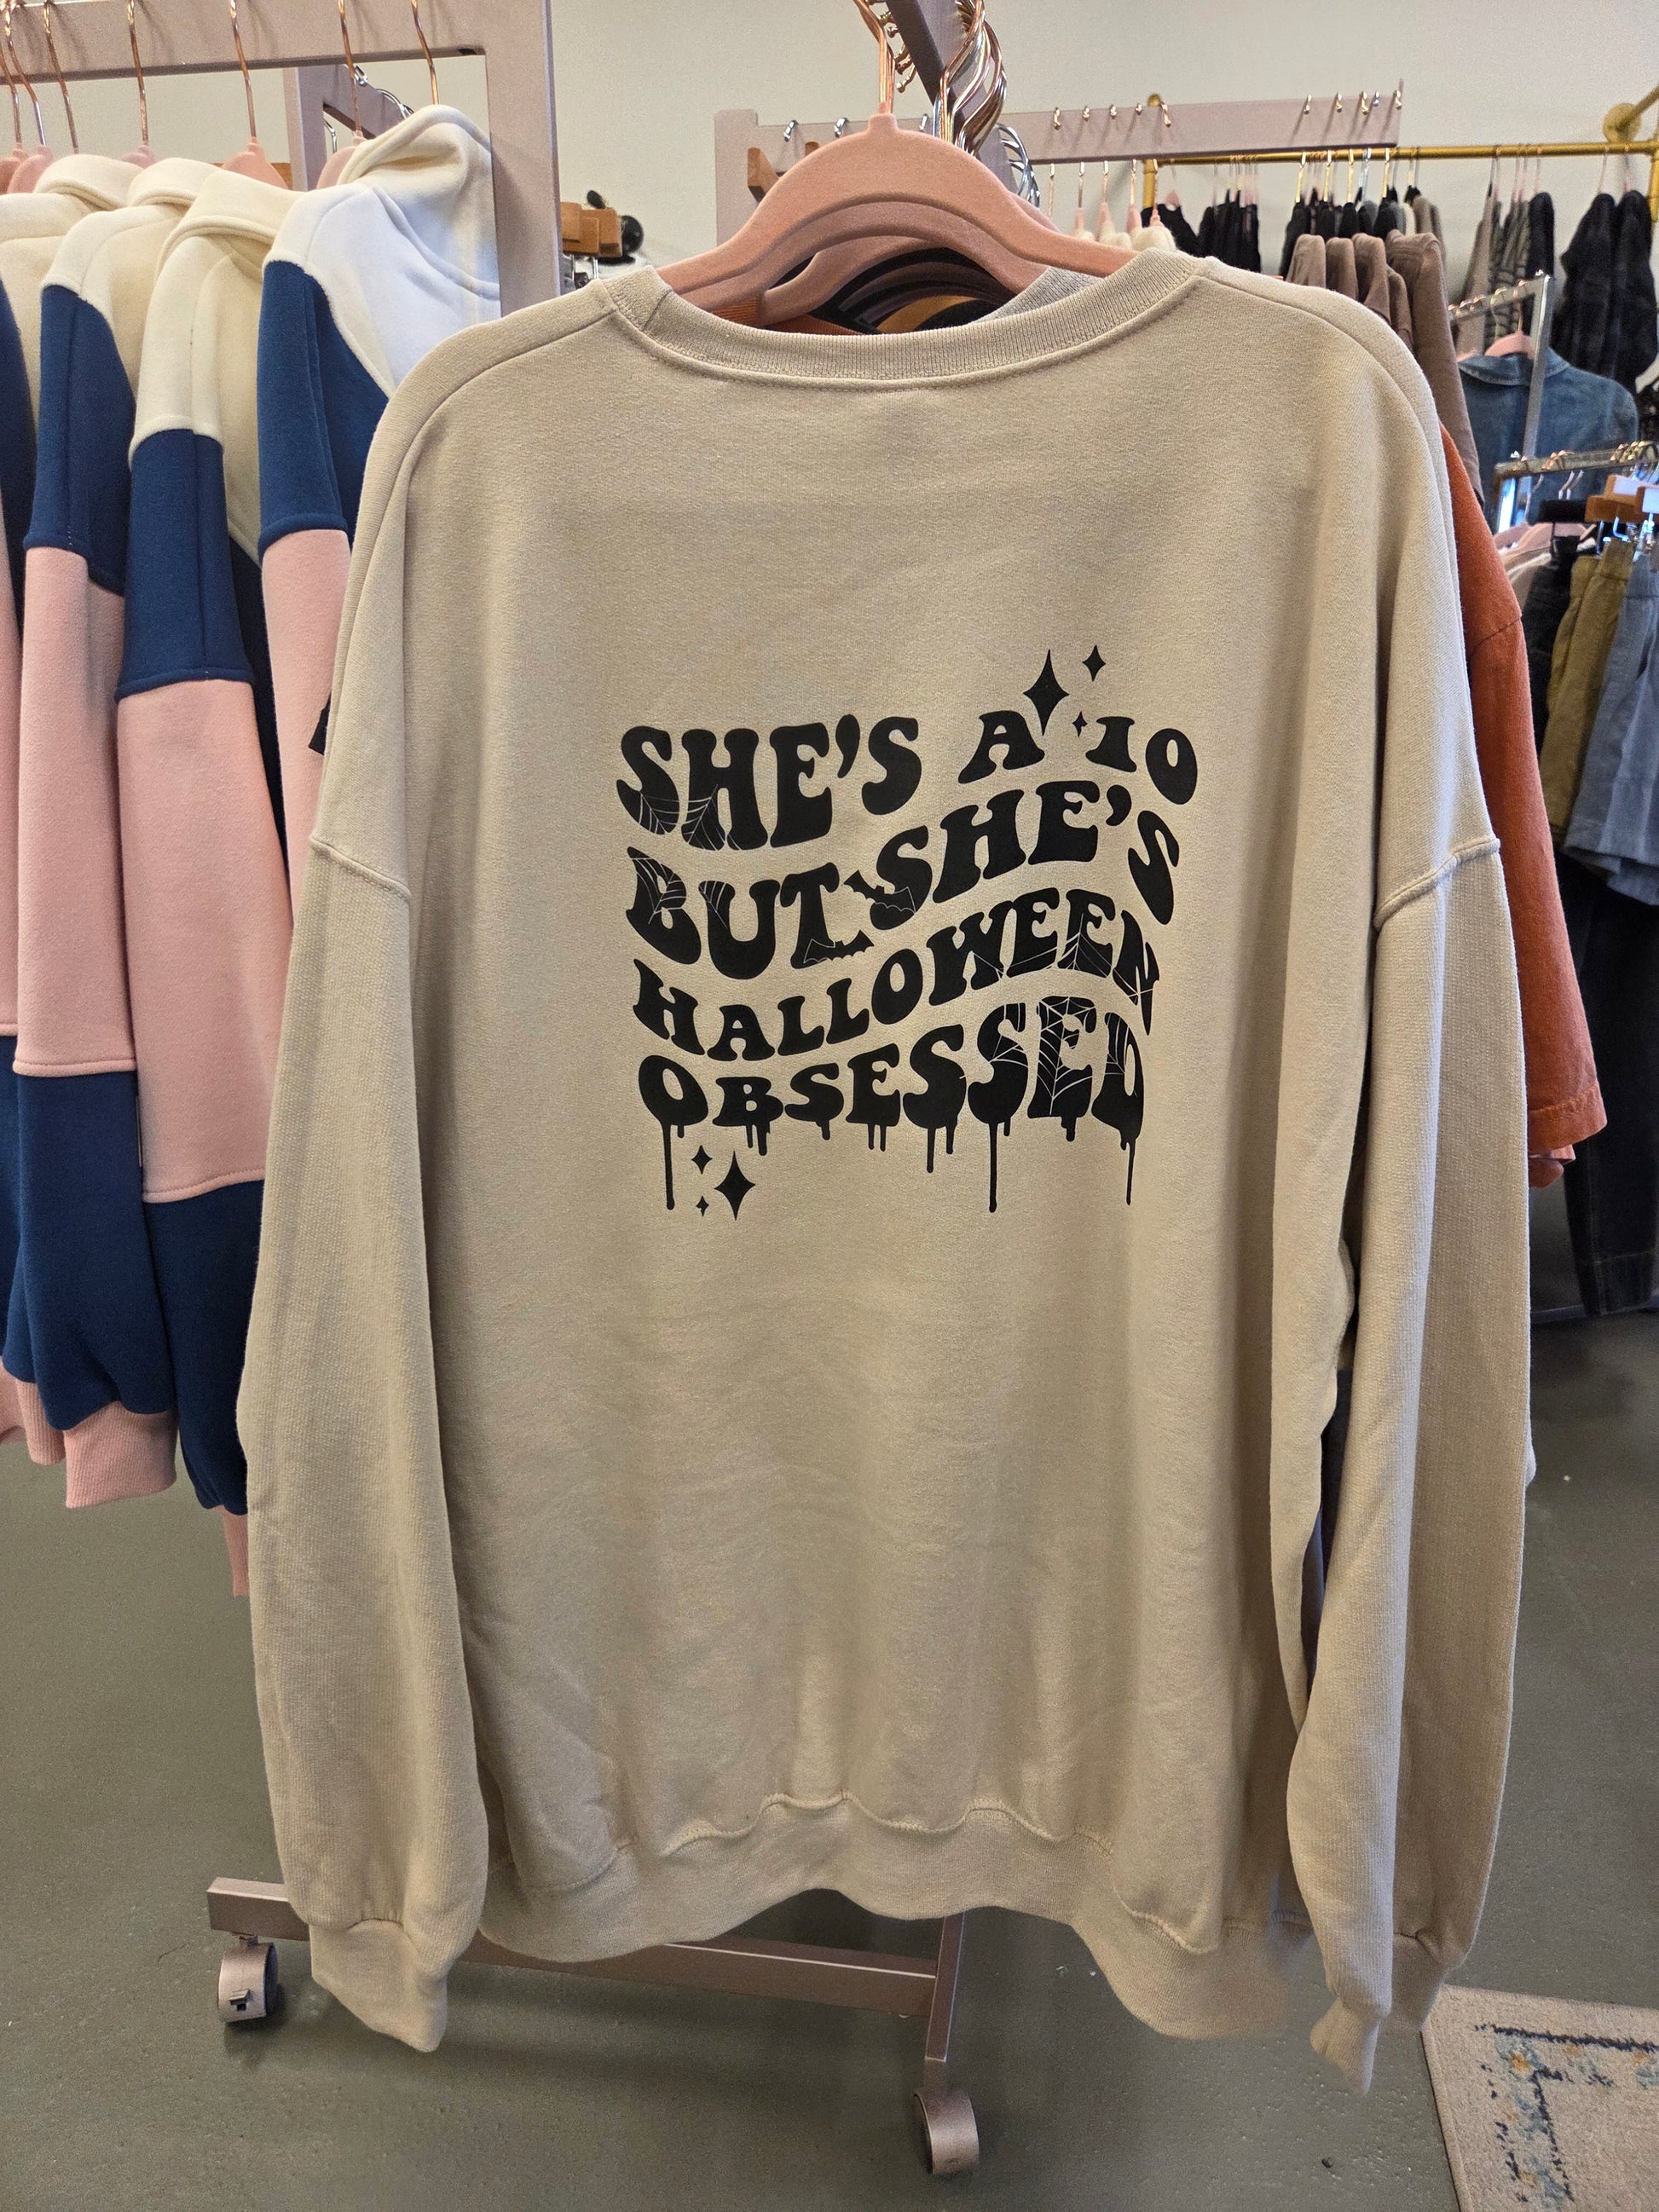 SHE'S A 10
BUT SHE'S
HALLOWEEN
OBSESSED